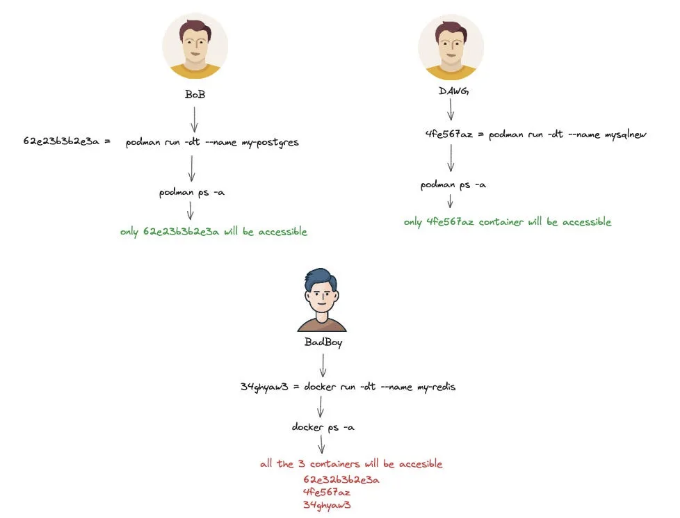 BoB
62e23b3b2e3a = podman run -dt --name my-postgres
podman ps -a
only 62e23b3b2e3a will be accessible
DAWG
4fe567az = podman run -dt --name mysqlnew
podman ps -a
only 4fe567az container will be accessible
BadBoy
34ghyaw3 = docker run -dt --name my-redis
docker ps -a
all the 3 containers will be accesible
62e32b3b2e3a
4fe567az
34ghyaw3